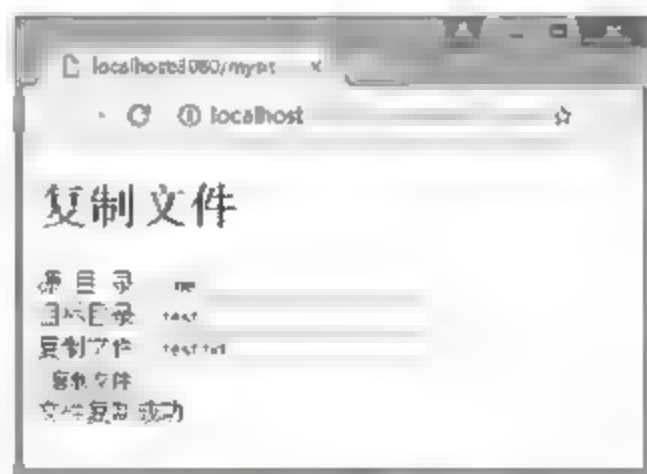 localhost
复制文件
源 目 录
目标目录 test
复制文件 test.txt
复制文件
文件复制成功